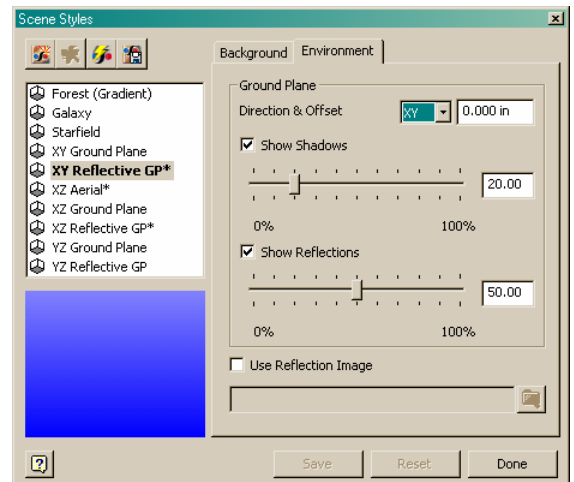 Scene Styles
Background Environment
Forest (Gradient)
Galaxy
Starfield
XY Ground Plane
XY Reflective GP*
XZ Aerial*
XZ Ground Plane
XZ Reflective GP*
YZ Ground Plane
YZ Reflective GP
Ground Plane
Direction & Offset XY 0.000 in
Show Shadows
20.00
0% 100%
Show Reflections
50.00
0% 100%
Use Reflection Image
? Save Reset Done